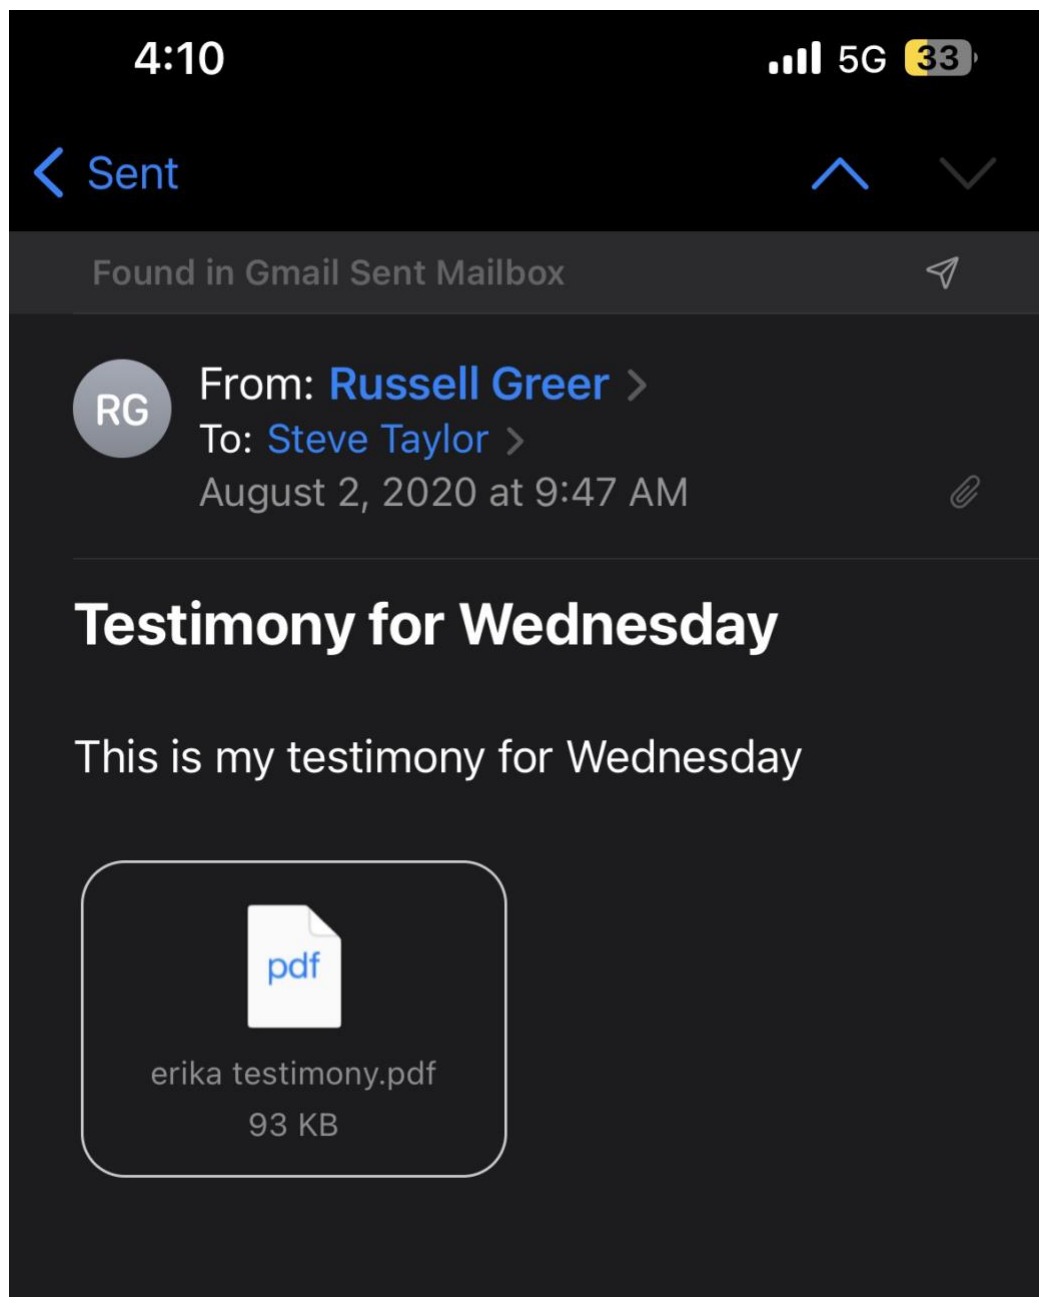 4:10
5G 33
Sent
Found in Gmail Sent Mailbox
RG
From: Russell Greer
To: Steve Taylor
August 2, 2020 at 9:47 AM
Testimony for Wednesday
This is my testimony for Wednesday
pdf
erika testimony.pdf
93 KB